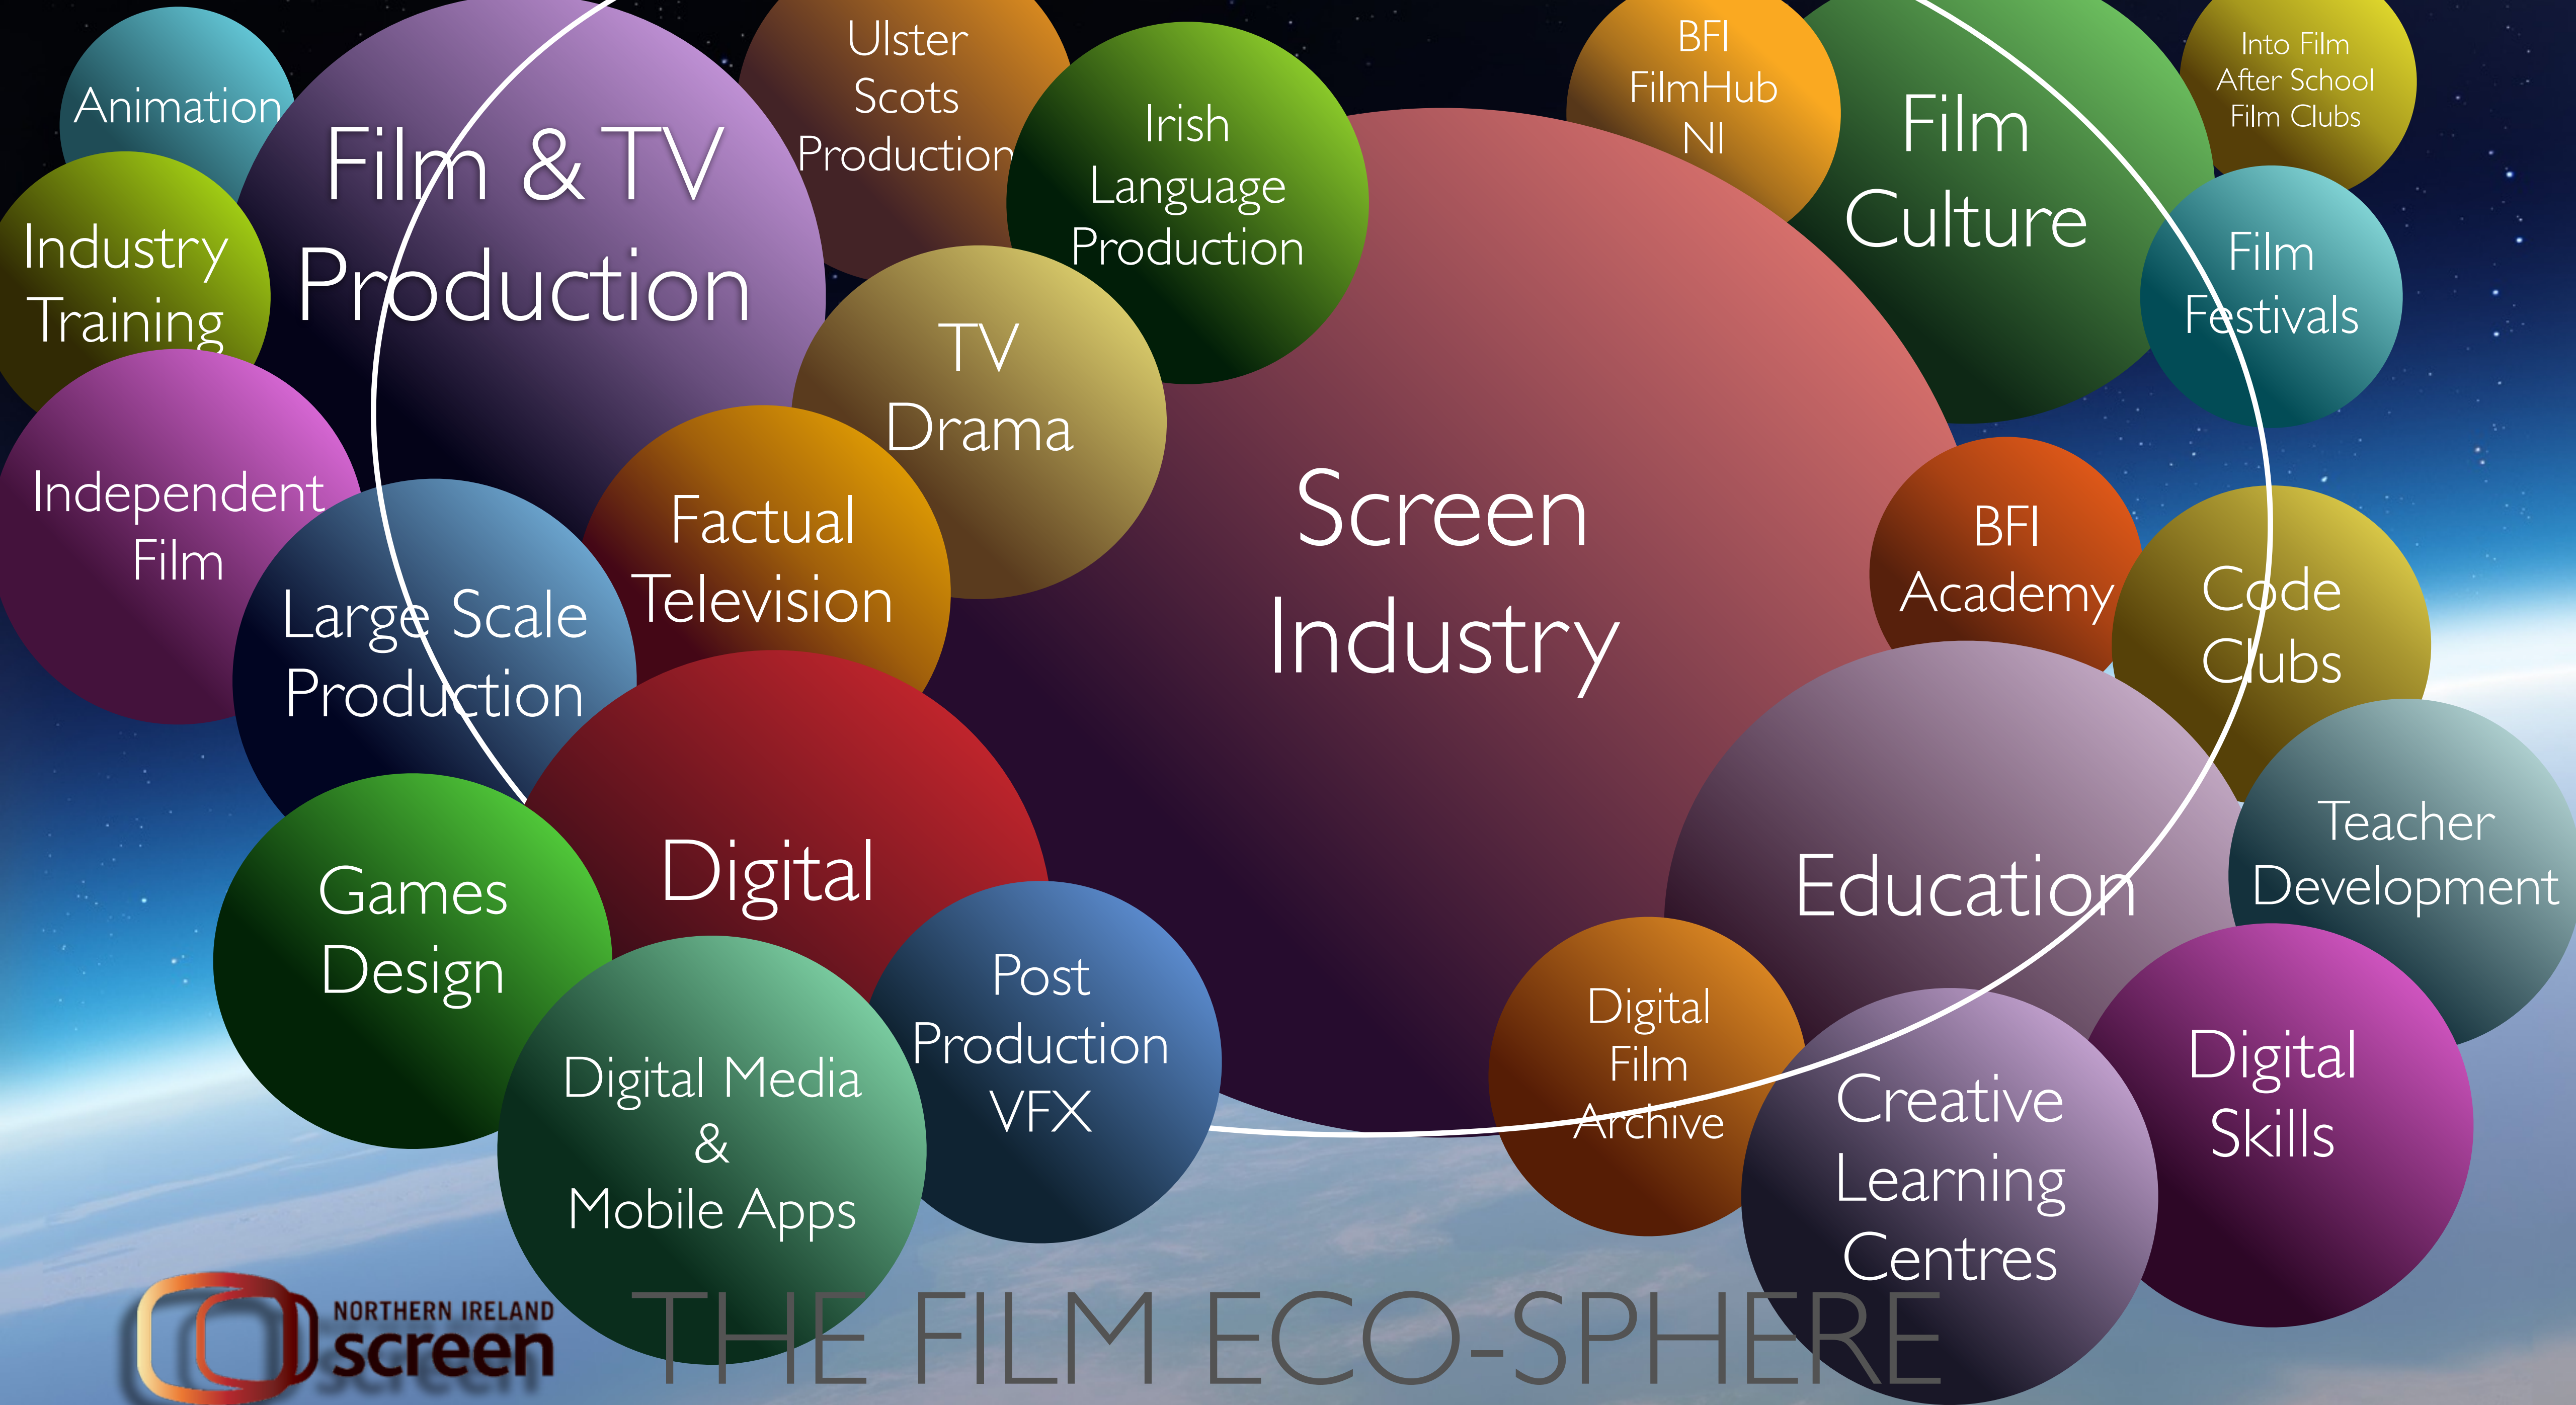 Animation
Industry
Training
Film & TV
Production
Ulster
Scots
Production
Irish
Language
Production
BFI
FilmHub
NI
Film
Culture
Into Film
After School
Film Clubs
Film
Festivals
TV
Drama
Independent
Film
Large Scale
Production
Factual
Television
Screen
Industry
BFI
Academy
Code
Clubs
Games
Design
Digital
Post
Production
VFX
Digital Media
&
Mobile Apps
Education
Teacher
Development
Digital
Film
Archive
Creative
Learning
Centres
Digital
Skills
NORTHERN IRELAND
screen
THE FILM ECO-SPHERE